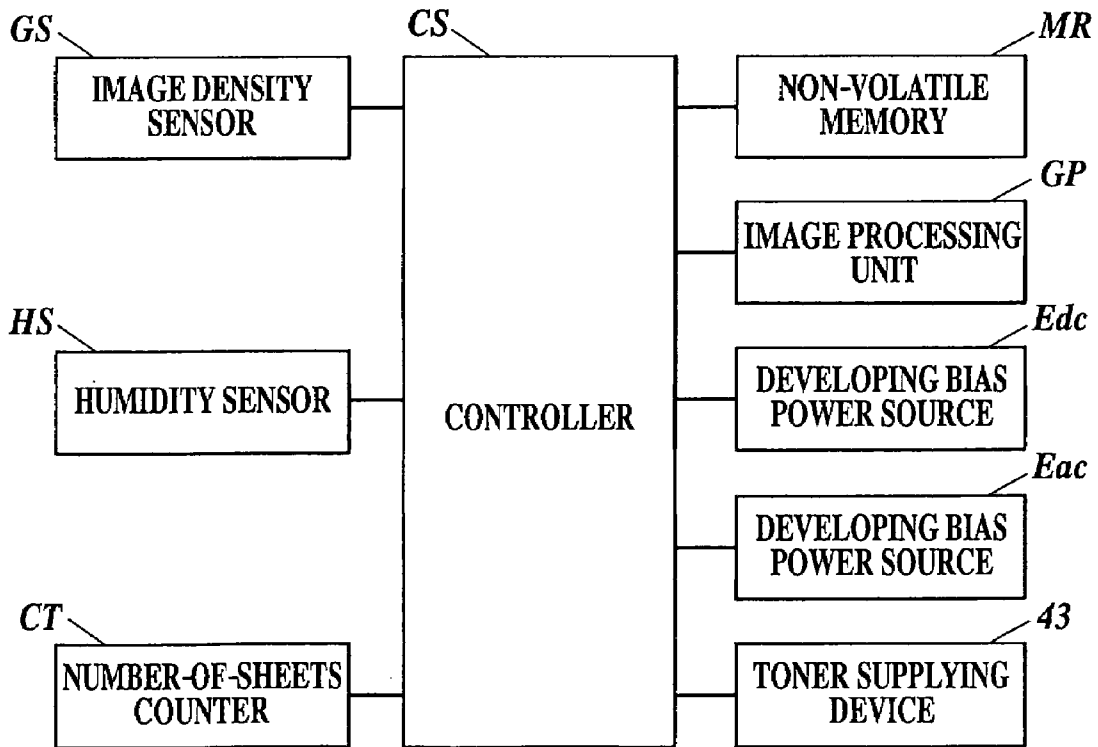 GS
IMAGE DENSITY
SENSOR
HS
HUMIDITY SENSOR
CT
NUMBER-OF-SHEETS
COUNTER
CS
CONTROLLER
MR
NON-VOLATILE
MEMORY
GP
IMAGE PROCESSING
UNIT
Edc
DEVELOPING BIAS
POWER SOURCE
Eac
DEVELOPING BIAS
POWER SOURCE
43
TONER SUPPLYING
DEVICE